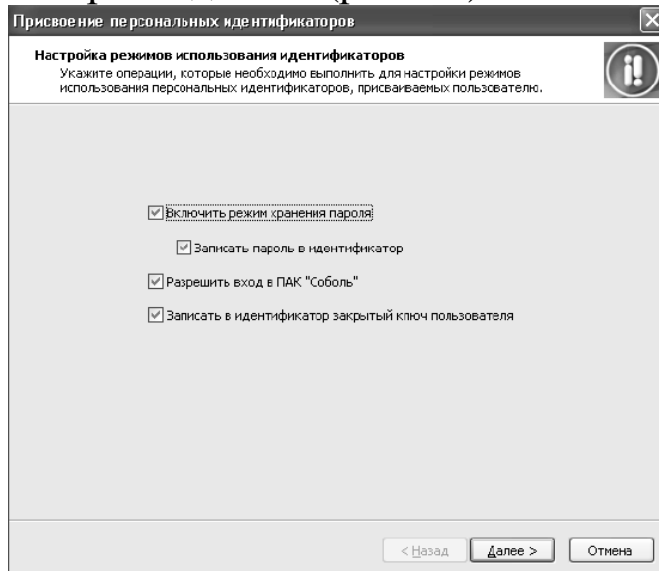 Присвоение персональных идентификаторов
Настройка режимов использования идентификаторов
Укажите операции, которые необходимо выполнить для настройки режимов
использования персональных идентификаторов, присваиваемых пользователю.
Включить режим хранения пароля
Записать пароль в идентификатор
Разрешить вход в ПАК "Соболь"
Записать в идентификатор закрытый ключ пользователя
< Назад
Далее >
Отмена